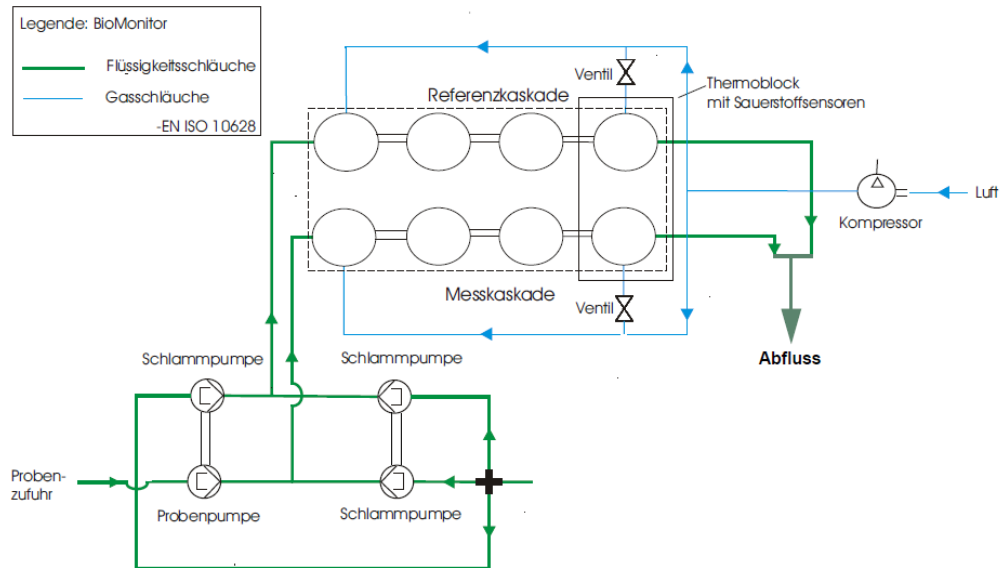 Legende: BioMonitor
Flüssigkeitsschläuche
Gasschläuche
-EN ISO 10628
Ventil
Thermoblock
mit Sauerstoffsensoren
Referenzkaskade
Luft
Kompressor
Messkaskade
Ventil
Abfluss
Schlammpumpe
Schlammpumpe
Proben-
zufuhr
Probenpumpe
Schlammpumpe